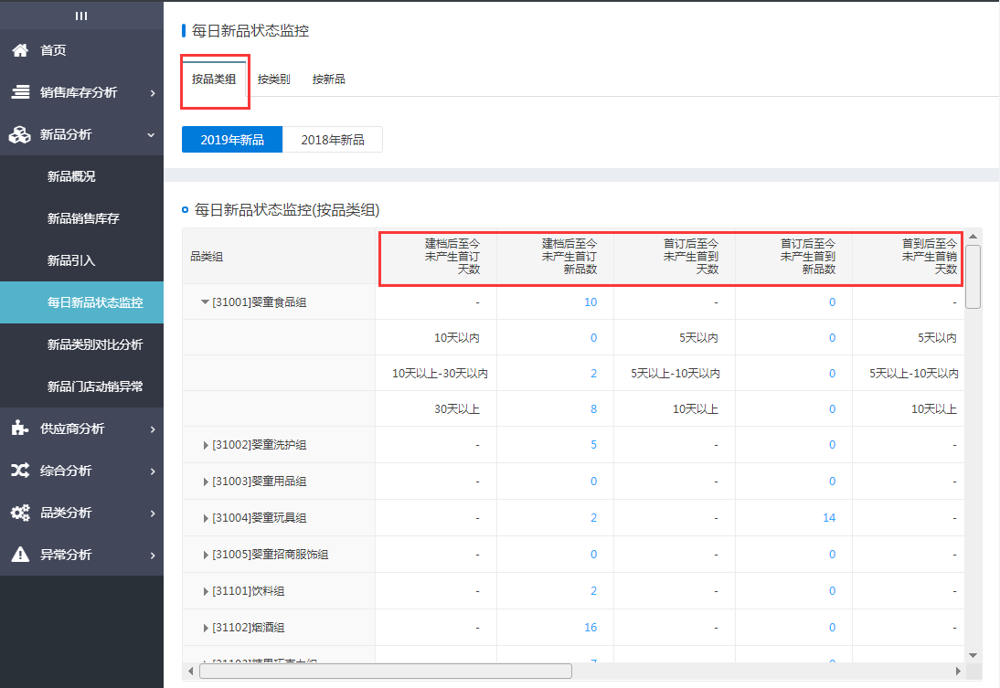 首页
销售库存分析
新品分析
新品概况
新品销售库存
新品引入
每日新品状态监控
新品类别对比分析
新品门店动销异常
供应商分析
综合分析
品类分析
异常分析
每日新品状态监控
按品类组 按类别 按新品
2019年新品 2018年新品
每日新品状态监控(按品类组)
品类组
建档后至今
未产生首订
天数
建档后至今
未产生首订
新品数
首订后至今
未产生首到
天数
首订后至今
未产生首到
新品数
首到后至今
未产生首销
天数
[31001]婴童食品组 - 10 - 0 -
10天以内 0 5天以内 0 5天以内
10天以上-30天以内 2 5天以上-10天以内 0 5天以上-10天以内
30天以上 8 10天以上 0 10天以上
[31002]婴童洗护组 - 5 - 0 -
[31003]婴童用品组 - 0 - 0 -
[31004]婴童玩具组 - 2 - 14 -
[31005]婴童招商服饰组 - 0 - 0 -
[31101]饮料组 - 2 - 0 -
[31102]烟酒组 - 16 - 0 -